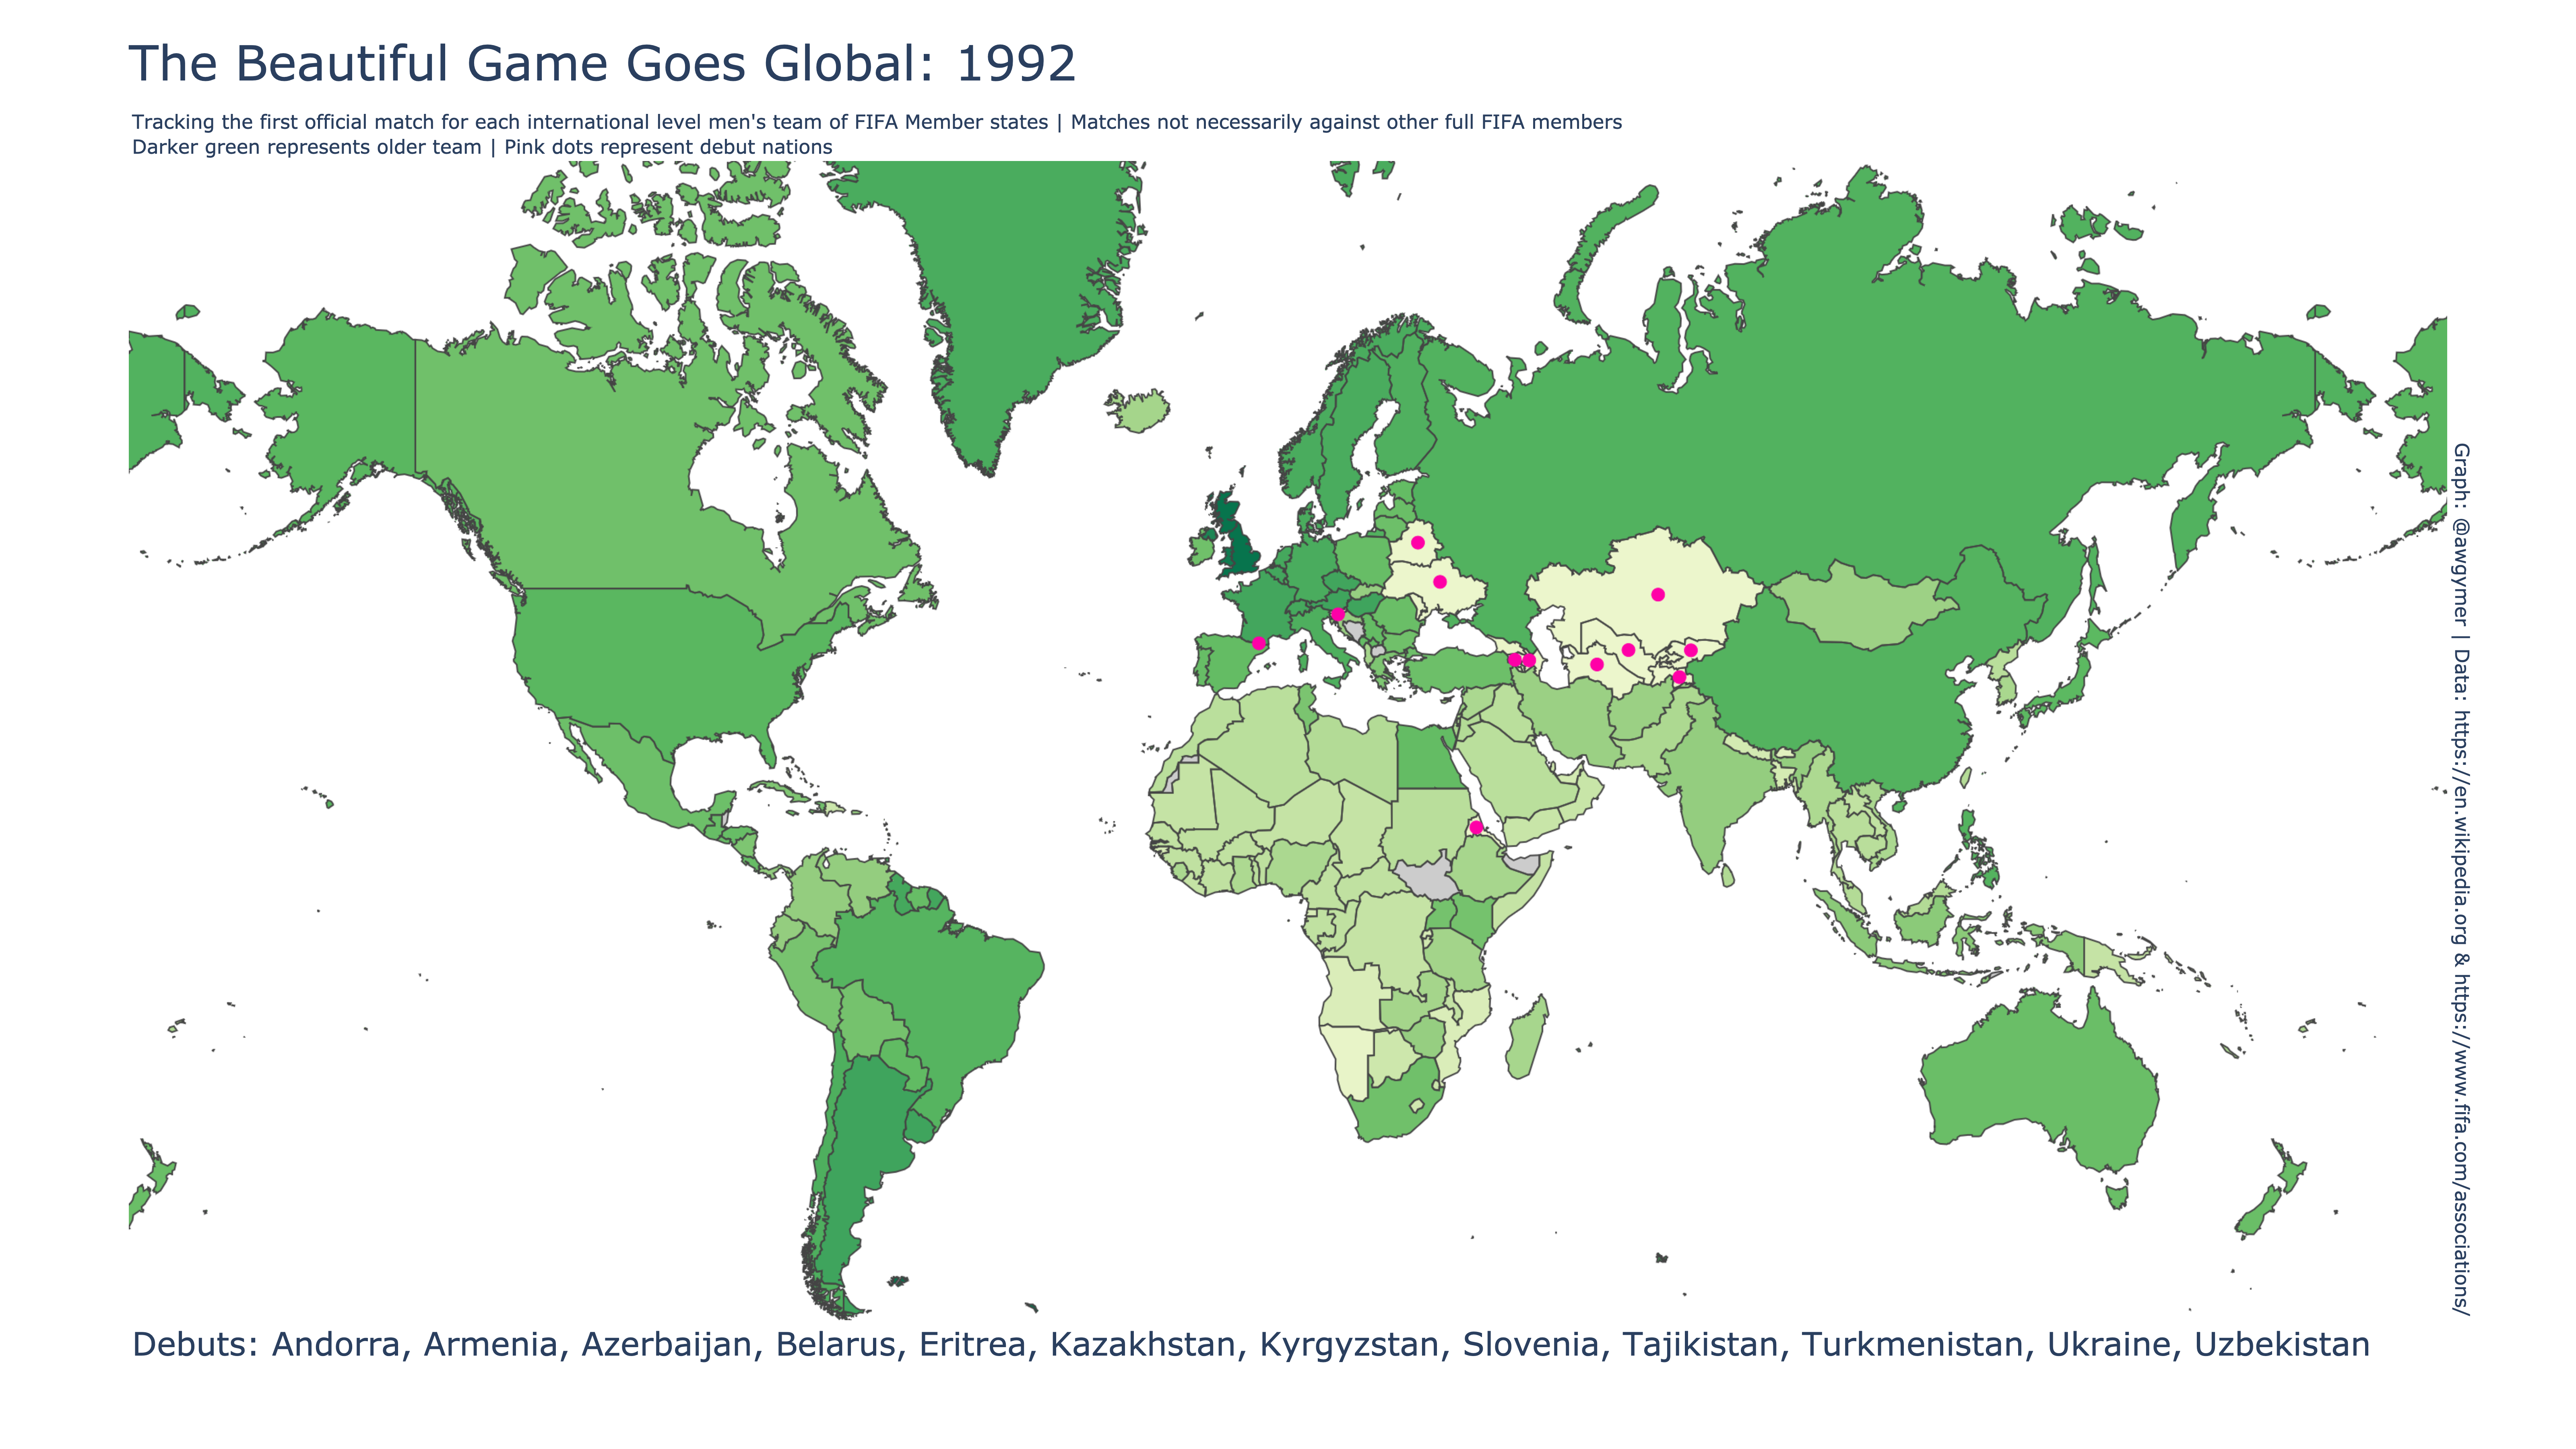 The Beautiful Game Goes Global: 1992
Tracking the first official match for each international level men's team of FIFA Member states | Matches not necessarily against other full FIFA members
Darker green represents older team | Pink dots represent debut nations
Graph: @awgymer | Data: https://en.wikipedia.org & https://www.fifa.com/associations/
Debuts: Andorra, Armenia, Azerbaijan, Belarus, Eritrea, Kazakhstan, Kyrgyzstan, Slovenia, Tajikistan, Turkmenistan, Ukraine, Uzbekistan